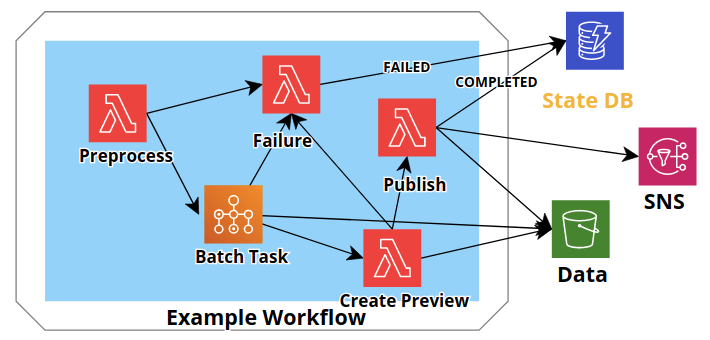 FAILED
COMPLETED
State DB
Preprocess
Failure
Publish
SNS
Batch Task
Data
Create Preview
Example Workflow